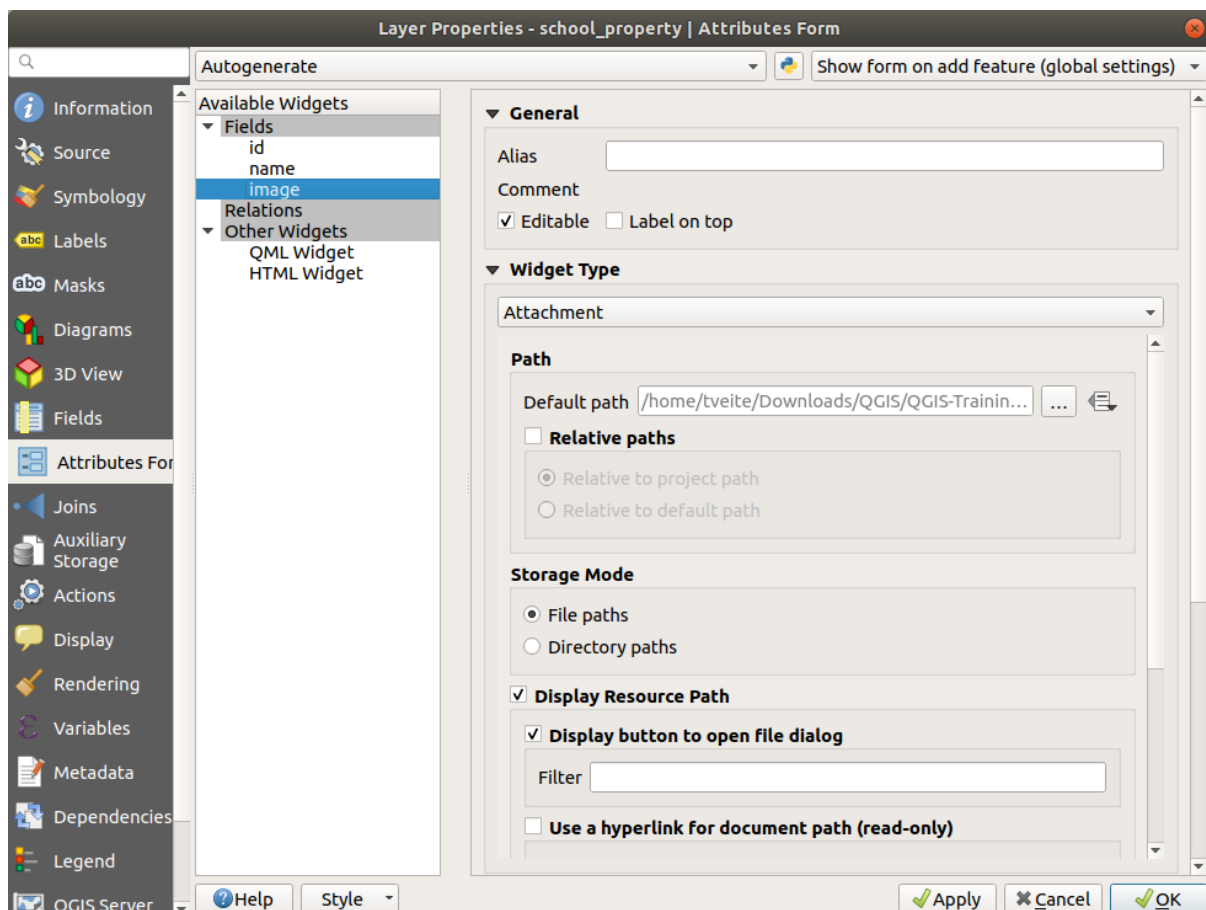 Layer Properties - school_property | Attributes Form
Autogenerate
Show form on add feature (global settings)
Information
Source
Symbology
abc Labels
abc Masks
Diagrams
3D View
Fields
Attributes For
Joins
Auxiliary
Storage
Actions
Display
Rendering
Variables
Metadata
Dependencies
Legend
QGIS Server
Available Widgets
Fields
id
name
image
Relations
Other Widgets
QML Widget
HTML Widget
General
Alias
Comment
Editable Label on top
Widget Type
Attachment
Path
Default path /home/tveite/Downloads/QGIS/QGIS-Trainin... ...
Relative paths
Relative to project path
Relative to default path
Storage Mode
File paths
Directory paths
Display Resource Path
Display button to open file dialog
Filter
Use a hyperlink for document path (read-only)
Help Style Apply Cancel OK